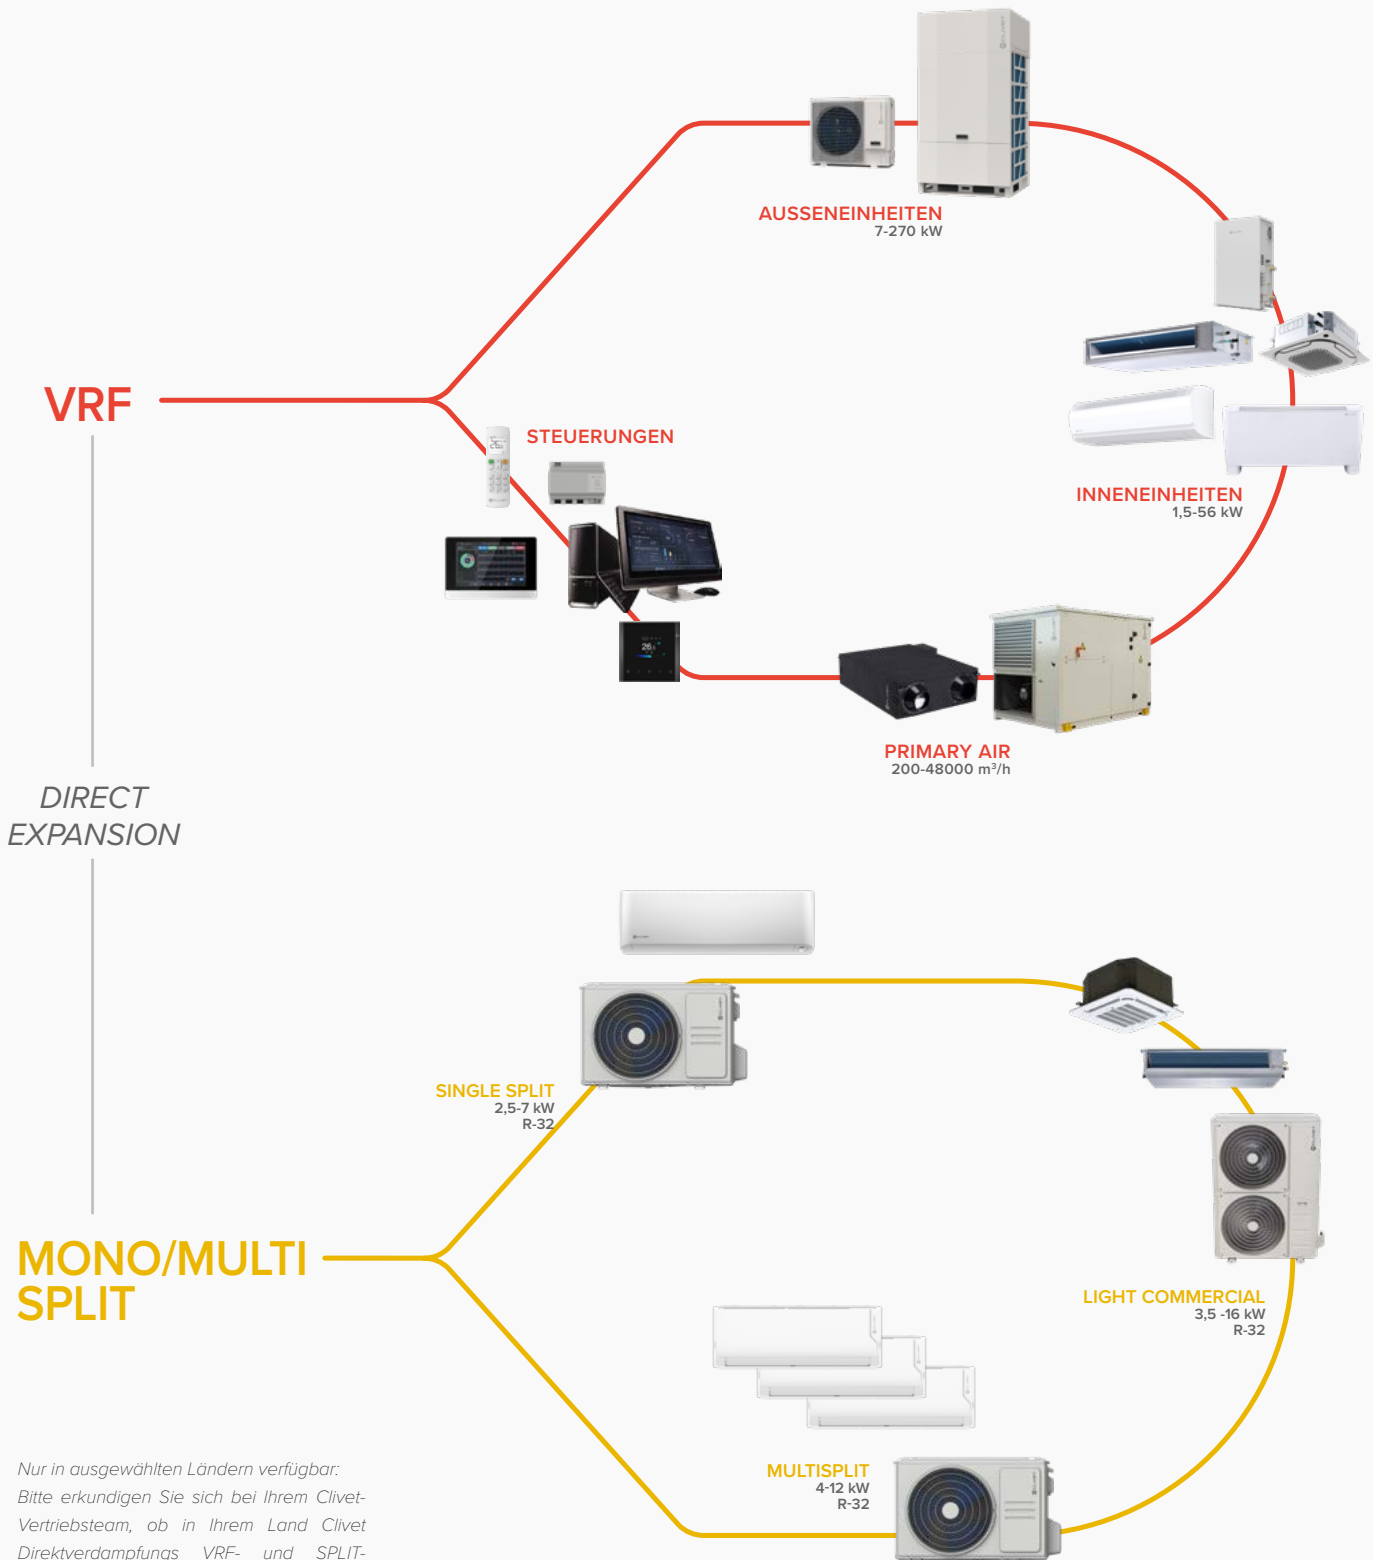 AUSSENEINHEITEN
7-270 kW
VRF
STEUERUNGEN
INNENEINHEITEN
1,5-56 kW
PRIMARY AIR
200-48000 m³/h
DIRECT
EXPANSION
SINGLE SPLIT
2,5-7 kW
R-32
MONO/MULTI
SPLIT
LIGHT COMMERCIAL
3,5 -16 kW
R-32
MULTISPLIT
4-12 kW
R-32
Nur in ausgewählten Ländern verfügbar:
Bitte erkundigen Sie sich bei Ihrem Clivet-
Vertriebsteam, ob in Ihrem Land Clivet
Direktverdampfungs VRF- und SPLIT-